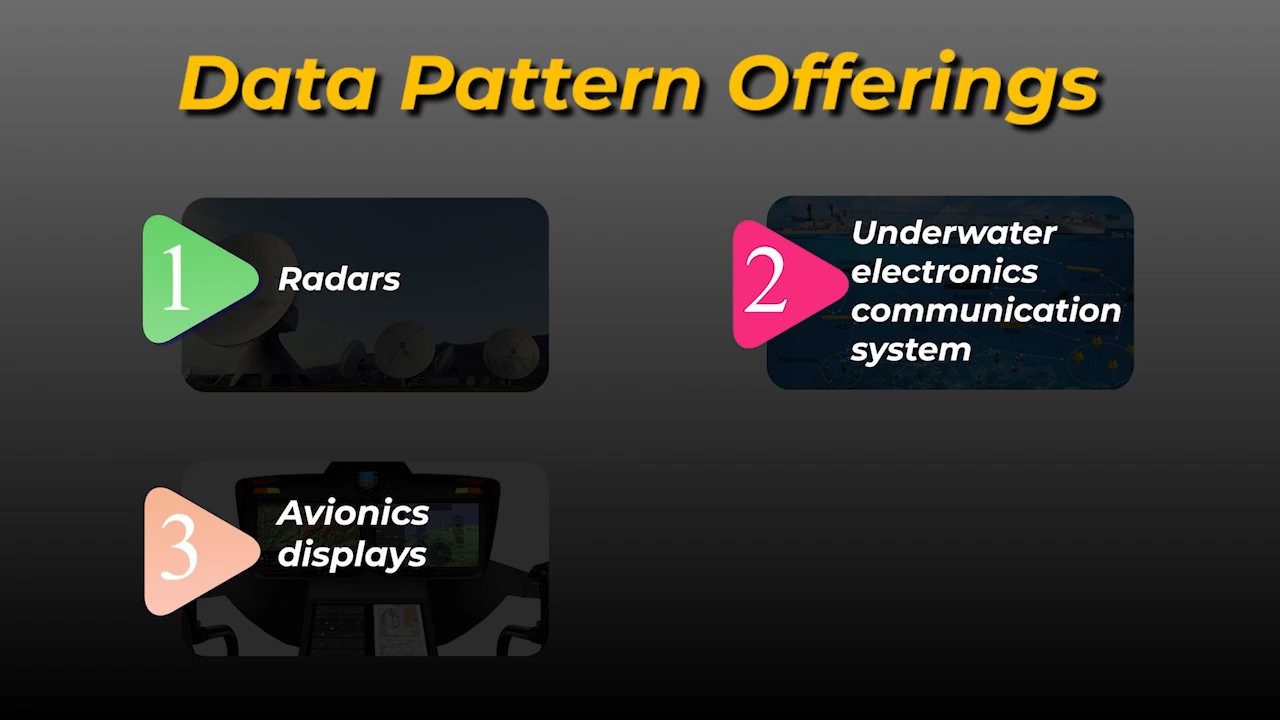 Data Pattern Offerings
1
Radars
2
Underwater
electronics
communication
system
3
Avionics
displays